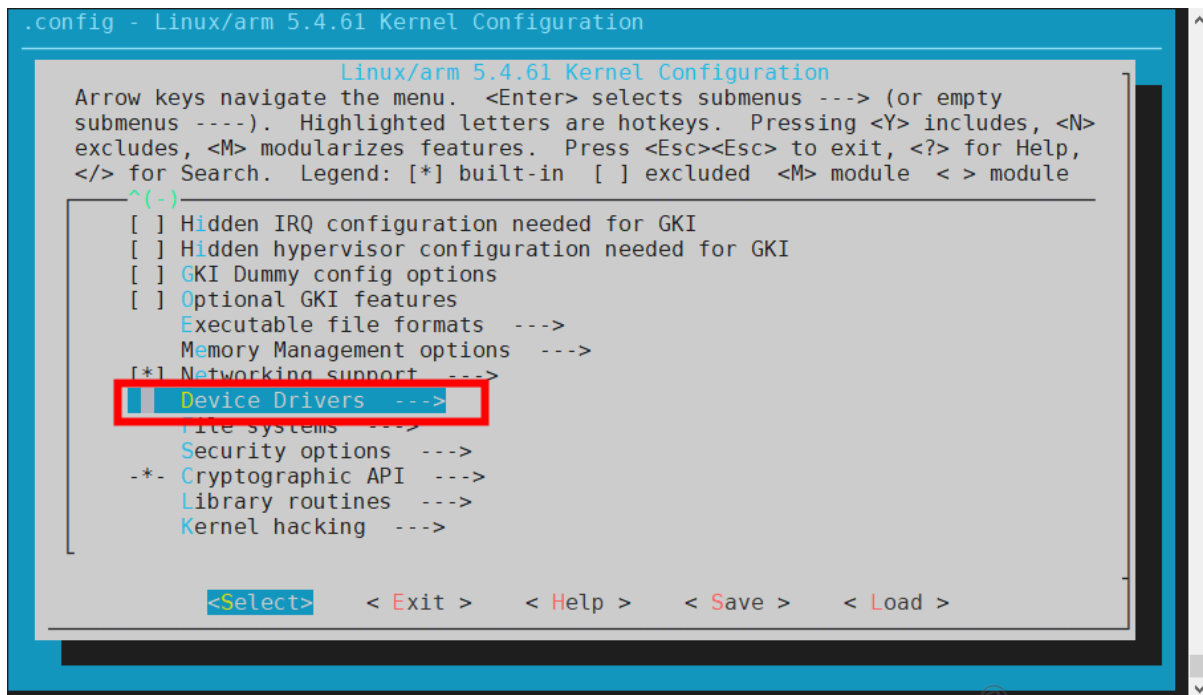 .config - Linux/arm 5.4.61 Kernel Configuration
Linux/arm 5.4.61 Kernel Configuration
Arrow keys navigate the menu.  <Enter> selects submenus ---> (or empty
submenus ----).  Highlighted letters are hotkeys.  Pressing <Y> includes, <N>
excludes, <M> modularizes features.  Press <Esc><Esc> to exit, <?> for Help,
</> for Search.  Legend: [*] built-in  [ ] excluded  <M> module  < > module
^(-)
[ ] Hidden IRQ configuration needed for GKI
[ ] Hidden hypervisor configuration needed for GKI
[ ] GKI Dummy config options
[ ] Optional GKI features
Executable file formats  --->
Memory Management options  --->
[*] Networking support  --->
Device Drivers  --->
File systems  --->
Security options  --->
-*- Cryptographic API  --->
Library routines  --->
Kernel hacking  --->
<Select>    < Exit >    < Help >    < Save >    < Load >